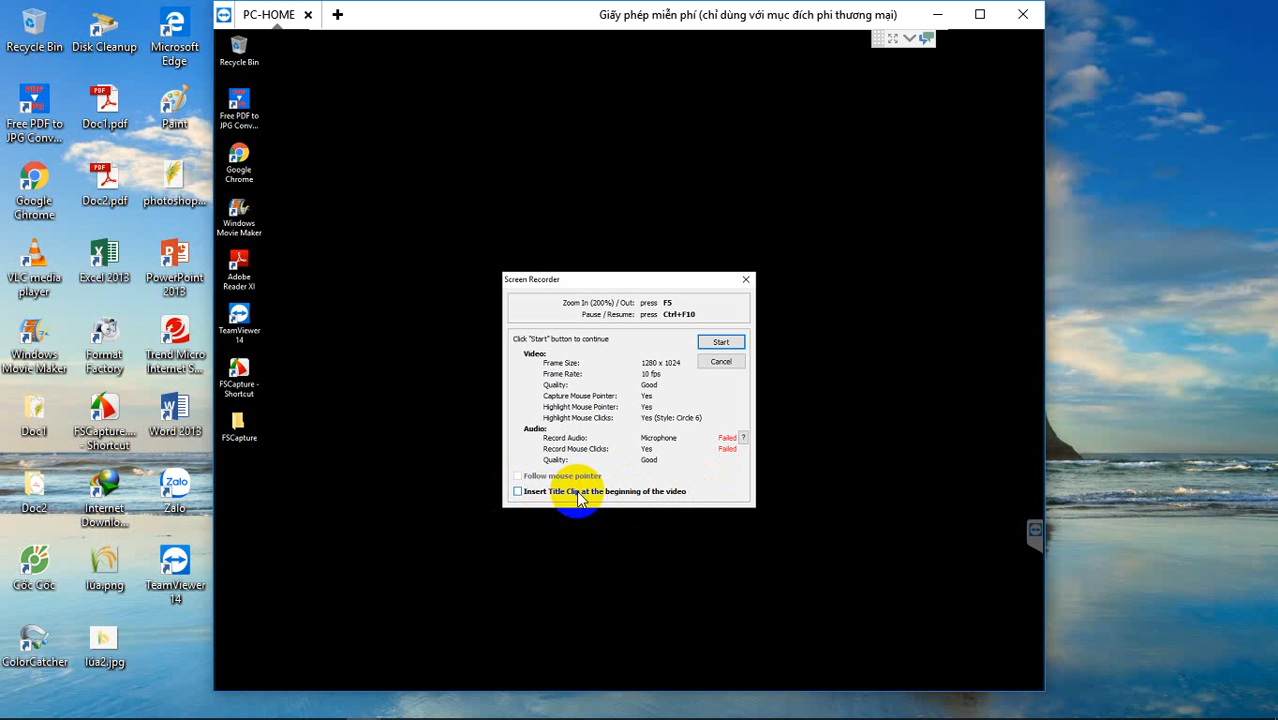 PC-HOME
Giấy phép miễn phí (chỉ dùng với mục đích phi thương mại)
Recycle Bin
Disk Cleanup
Microsoft
Edge
Free PDF to
JPG Conv...
Doc1.pdf
Paint
Google
Chrome
Doc2.pdf
photoshop...
VLC media
player
Excel 2013
PowerPoint
2013
Windows
Movie Maker
Format
Factory
Trend Micro
Internet S...
Doc1
FSCapture....
- Shortcut
Word 2013
Doc2
Internet
Downlo...
Zalo
Cốc Cốc
lúa.png
TeamViewer
14
ColorCatcher
lúa2.jpg
Recycle Bin
Free PDF to
JPG Conv...
Google
Chrome
Windows
Movie Maker
Adobe
Reader XI
TeamViewer
14
FSCapture -
Shortcut
FSCapture
Screen Recorder
Zoom In (200%) / Out: press F5
Pause / Resume: press Ctrl+F10
Click "Start" button to continue
Start
Cancel
Video:
Frame Size: 1280 x 1024
Frame Rate: 10 fps
Quality: Good
Capture Mouse Pointer: Yes
Highlight Mouse Pointer: Yes
Highlight Mouse Clicks: Yes (Style: Circle 6)
Audio:
Record Audio: Microphone Failed ?
Record Mouse Clicks: Yes Failed
Quality: Good
Follow mouse pointer
Insert Title Clip at the beginning of the video